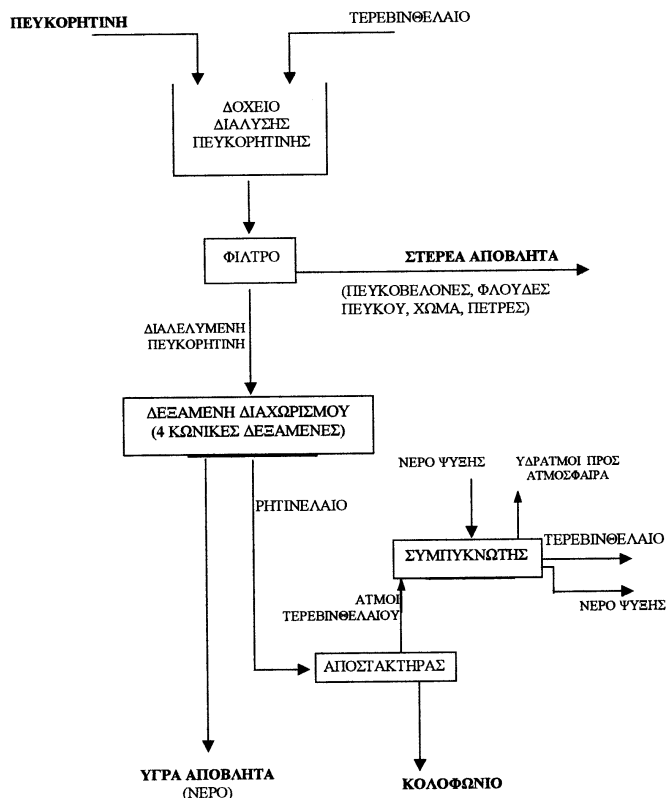 ΠΕΥΚΟΡΗΤΙΝΗ
ΤΕΡΕΒΙΝΘΕΛΑΙΟ
ΔΟΧΕΙΟ
ΔΙΑΛΥΣΗΣ
ΠΕΥΚΟΡΗΤΙΝΗΣ
ΦΙΛΤΡΟ
ΣΤΕΡΕΑ ΑΠΟΒΛΗΤΑ
(ΠΕΥΚΟΒΕΛΟΝΕΣ, ΦΛΟΥΔΕΣ
ΠΕΥΚΟΥ, ΧΩΜΑ, ΠΕΤΡΕΣ)
ΔΙΑΛΕΛΥΜΕΝΗ
ΠΕΥΚΟΡΗΤΙΝΗ
ΔΕΞΑΜΕΝΗ ΔΙΑΧΩΡΙΣΜΟΥ
(4 ΚΩΝΙΚΕΣ ΔΕΞΑΜΕΝΕΣ)
ΝΕΡΟ ΨΥΞΗΣ
ΥΔΡΑΤΜΟΙ ΠΡΟΣ
ΑΤΜΟΣΦΑΙΡΑ
ΡΗΤΙΝΕΛΑΙΟ
ΣΥΜΠΥΚΝΩΤΗΣ
ΤΕΡΕΒΙΝΘΕΛΑΙΟ
ΝΕΡΟ ΨΥΞΗΣ
ΑΤΜΟΙ
ΤΕΡΕΒΙΝΘΕΛΑΙΟΥ
ΑΠΟΣΤΑΚΤΗΡΑΣ
ΥΓΡΑ ΑΠΟΒΛΗΤΑ
(ΝΕΡΟ)
ΚΟΛΟΦΩΝΙΟ